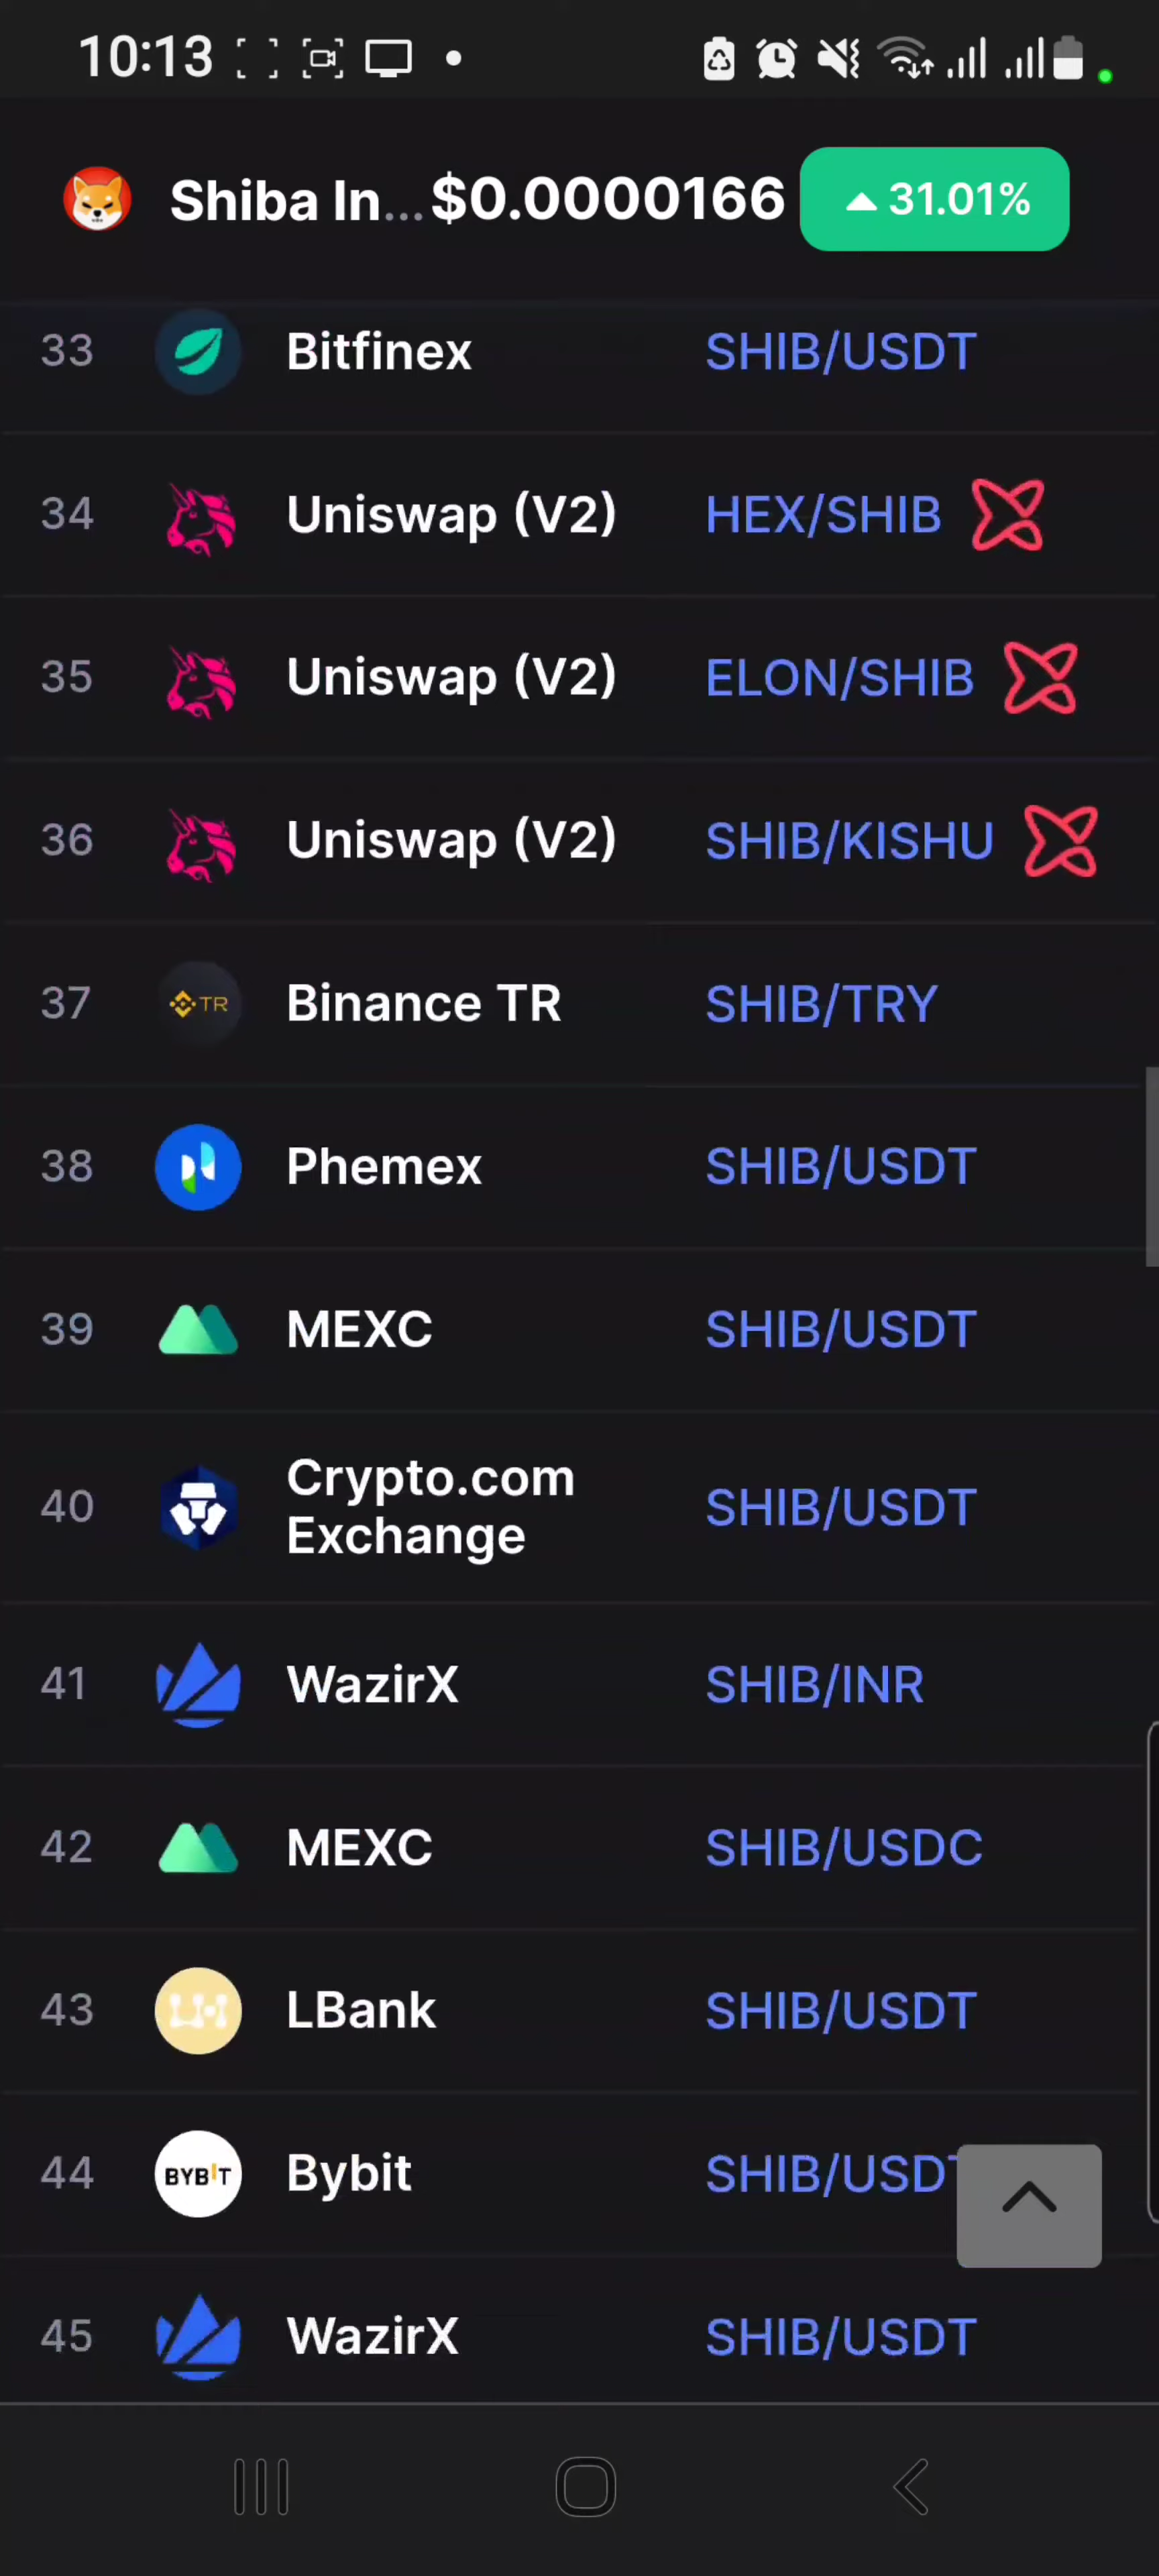 10:13
Shiba In... $0.0000166 31.01%
33 Bitfinex SHIB/USDT
34 Uniswap (V2) HEX/SHIB
35 Uniswap (V2) ELON/SHIB
36 Uniswap (V2) SHIB/KISHU
37 TR Binance TR SHIB/TRY
38 Phemex SHIB/USDT
39 MEXC SHIB/USDT
40 Crypto.com
Exchange SHIB/USDT
41 WazirX SHIB/INR
42 MEXC SHIB/USDC
43 LBank SHIB/USDT
44 BYBIT Bybit SHIB/USDT
45 WazirX SHIB/USDT